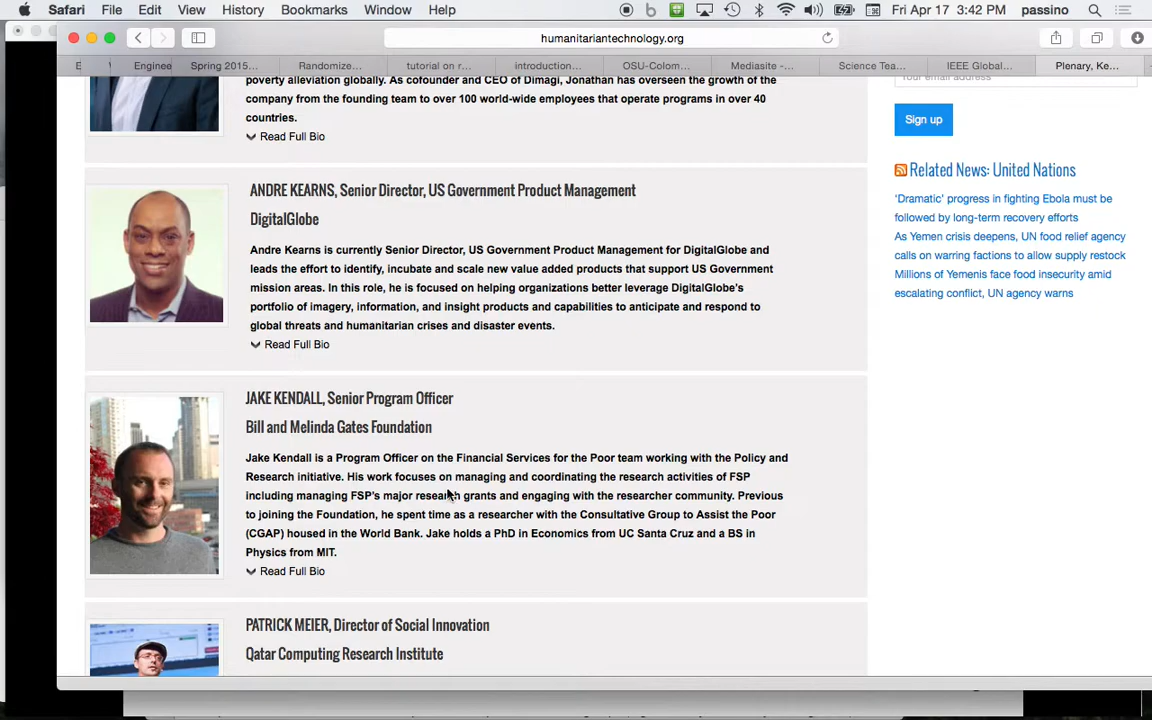 Safari File Edit View History Bookmarks Window Help Fri Apr 17 3:42 PM passino
humanitariantechnology.org
E Enginee Spring 2015... Randomize... tutorial on r... introduction... OSU-Colom... Mediasite -... Science Tea... IEEE Global... Plenary, Ke...
poverty alleviation globally. As cofounder and CEO of Dimagi, Jonathan has overseen the growth of the
company from the founding team to over 100 world-wide employees that operate programs in over 40
countries.
Read Full Bio
ANDRE KEARNS, Senior Director, US Government Product Management
DigitalGlobe
Andre Kearns is currently Senior Director, US Government Product Management for DigitalGlobe and
leads the effort to identify, incubate and scale new value added products that support US Government
mission areas. In this role, he is focused on helping organizations better leverage DigitalGlobe's
portfolio of imagery, information, and insight products and capabilities to anticipate and respond to
global threats and humanitarian crises and disaster events.
Read Full Bio
JAKE KENDALL, Senior Program Officer
Bill and Melinda Gates Foundation
Jake Kendall is a Program Officer on the Financial Services for the Poor team working with the Policy and
Research initiative. His work focuses on managing and coordinating the research activities of FSP
including managing FSP's major research grants and engaging with the researcher community. Previous
to joining the Foundation, he spent time as a researcher with the Consultative Group to Assist the Poor
(CGAP) housed in the World Bank. Jake holds a PhD in Economics from UC Santa Cruz and a BS in
Physics from MIT.
Read Full Bio
PATRICK MEIER, Director of Social Innovation
Qatar Computing Research Institute
Your email address
Sign up
Related News: United Nations
'Dramatic' progress in fighting Ebola must be
followed by long-term recovery efforts
As Yemen crisis deepens, UN food relief agency
calls on warring factions to allow supply restock
Millions of Yemenis face food insecurity amid
escalating conflict, UN agency warns